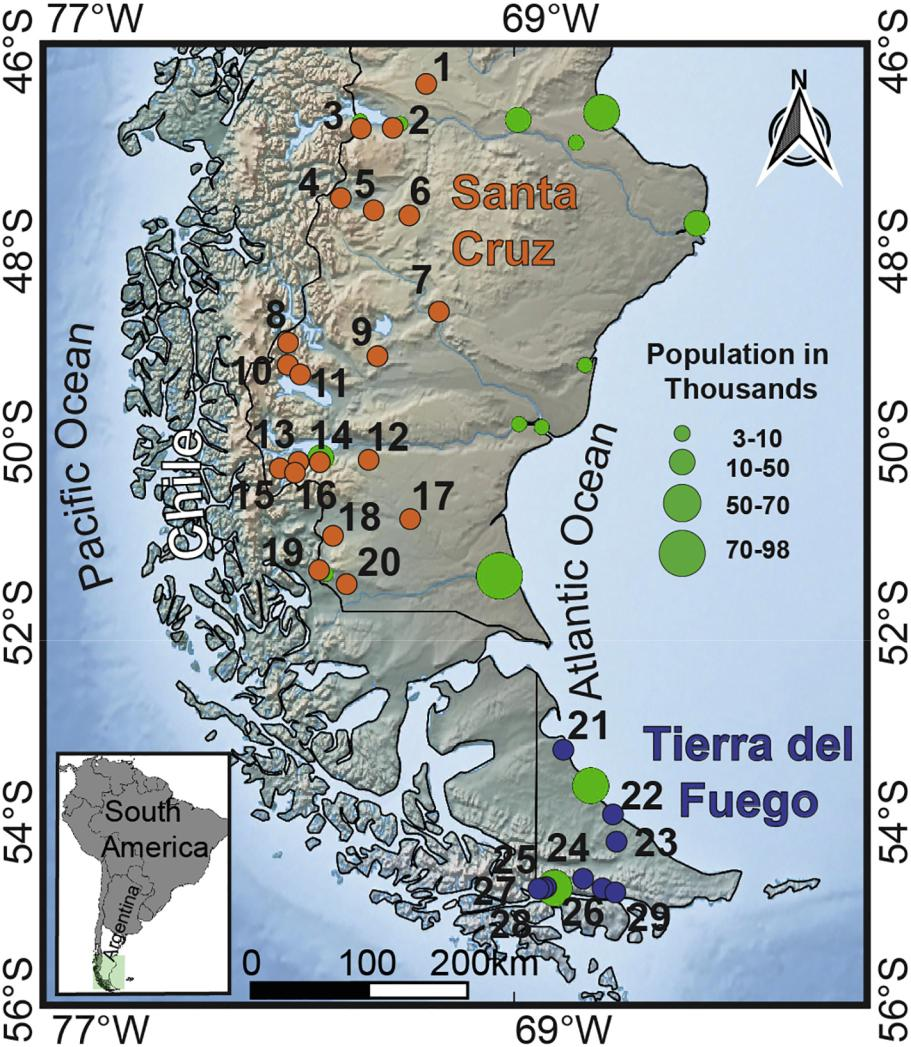 77°W 69°W
46°S 46°S
N
1
3 2
4 5 6
Santa
Cruz
48°S 48°S
7
8
9
10 11
Population in
Thousands
3-10
10-50
50-70
70-98
Pacific Ocean
Chile
Atlantic Ocean
50°S 50°S
13 14 12
15 16 17
18
19 20
52°S 52°S
21
Tierra del
Fuego
22
23
54°S 54°S
25 24
27 26
28 29
South
America
Argentina
0 100 200km
56°S 56°S
77°W 69°W